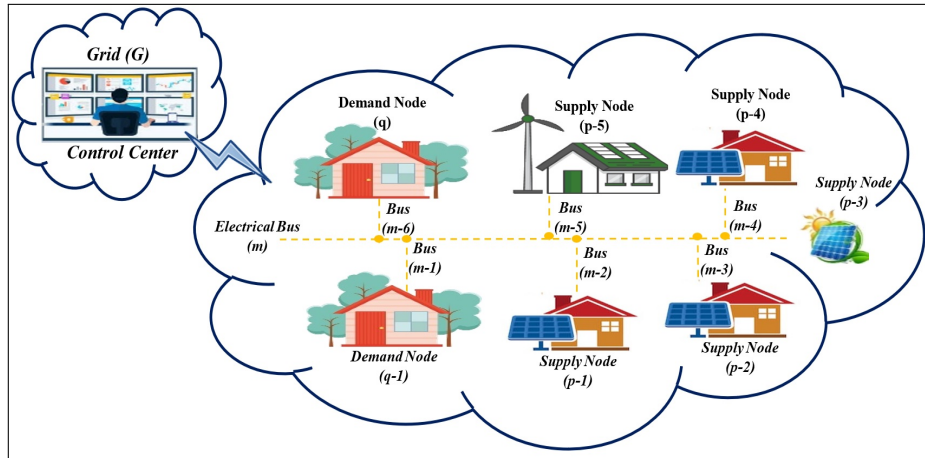 Grid (G)
Control Center
Demand Node
(q)
Supply Node
(p-5)
Supply Node
(p-4)
Supply Node
(p-3)
Electrical Bus
(m)
Bus
(m-6)
Bus
(m-5)
Bus
(m-4)
Bus
(m-1)
Bus
(m-2)
Bus
(m-3)
Demand Node
(q-1)
Supply Node
(p-1)
Supply Node
(p-2)